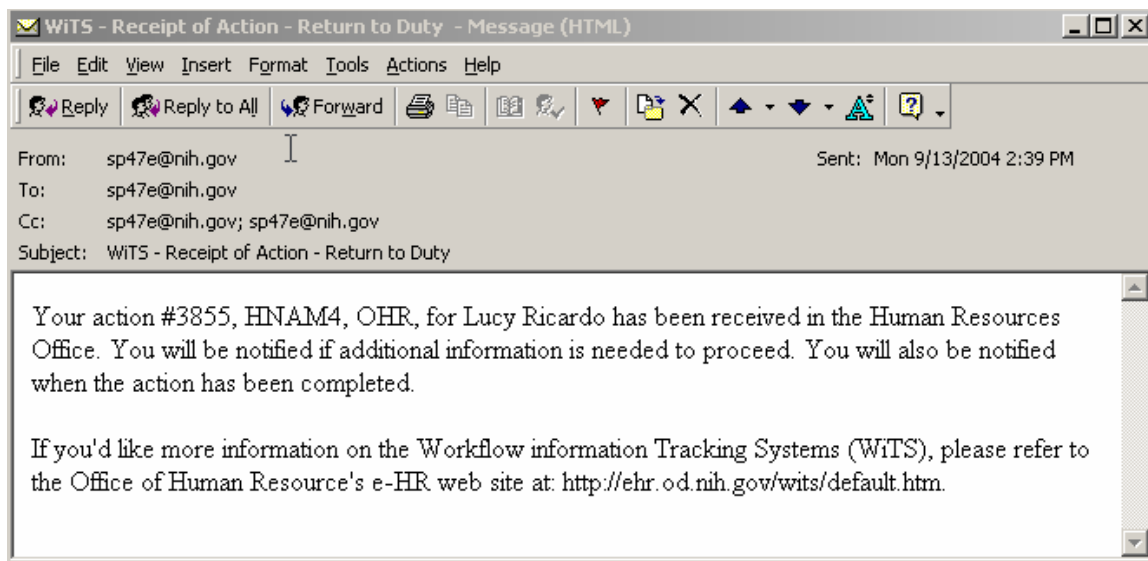 WiTS - Receipt of Action - Return to Duty - Message (HTML)
File Edit View Insert Format Tools Actions Help
Reply Reply to All Forward
From: sp47e@nih.gov Sent: Mon 9/13/2004 2:39 PM
To: sp47e@nih.gov
Cc: sp47e@nih.gov; sp47e@nih.gov
Subject: WiTS - Receipt of Action - Return to Duty
Your action #3855, HNAM4, OHR, for Lucy Ricardo has been received in the Human Resources
Office. You will be notified if additional information is needed to proceed. You will also be notified
when the action has been completed.
If you'd like more information on the Workflow information Tracking Systems (WiTS), please refer to
the Office of Human Resource's e-HR web site at: http://ehr.od.nih.gov/wits/default.htm.